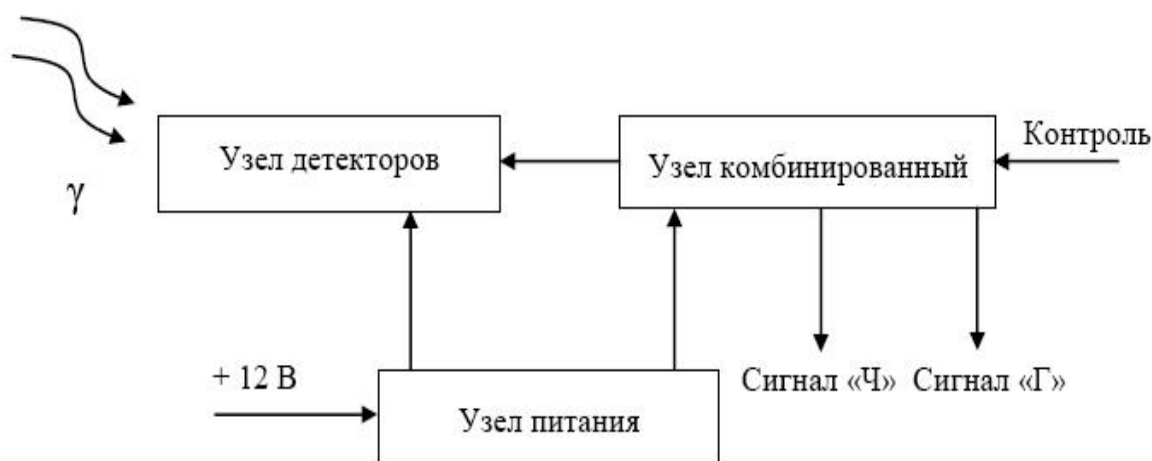 Контроль
Узел детекторов
Узел комбинированный
γ
+ 12 В
Сигнал «Ч»
Сигнал «Г»
Узел питания